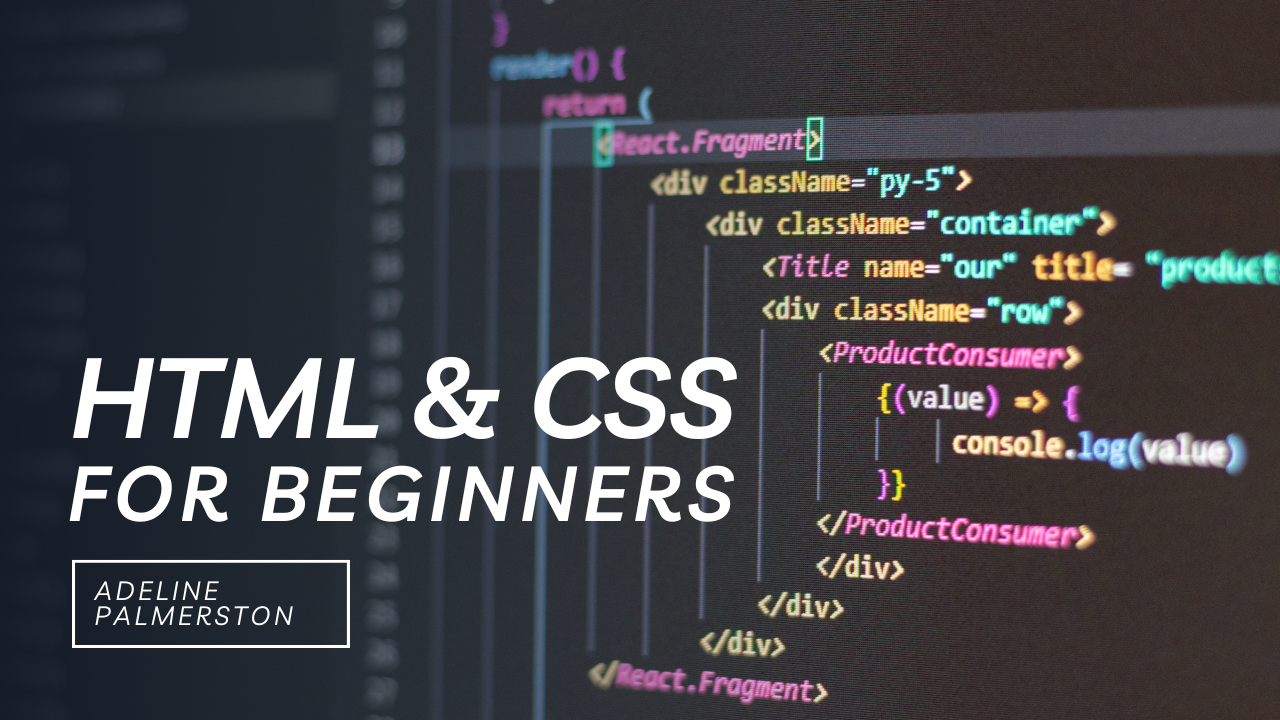 }
render() {
return (
<React.Fragment>
<div className="py-5">
<div className="container">
<Title name="our" title= "product
<div className="row">
<ProductConsumer>
{(value) => {
console.log(value)
}}
</ProductConsumer>
</div>
</div>
</div>
</React.Fragment>
HTML & CSS
FOR BEGINNERS
ADELINE
PALMERSTON